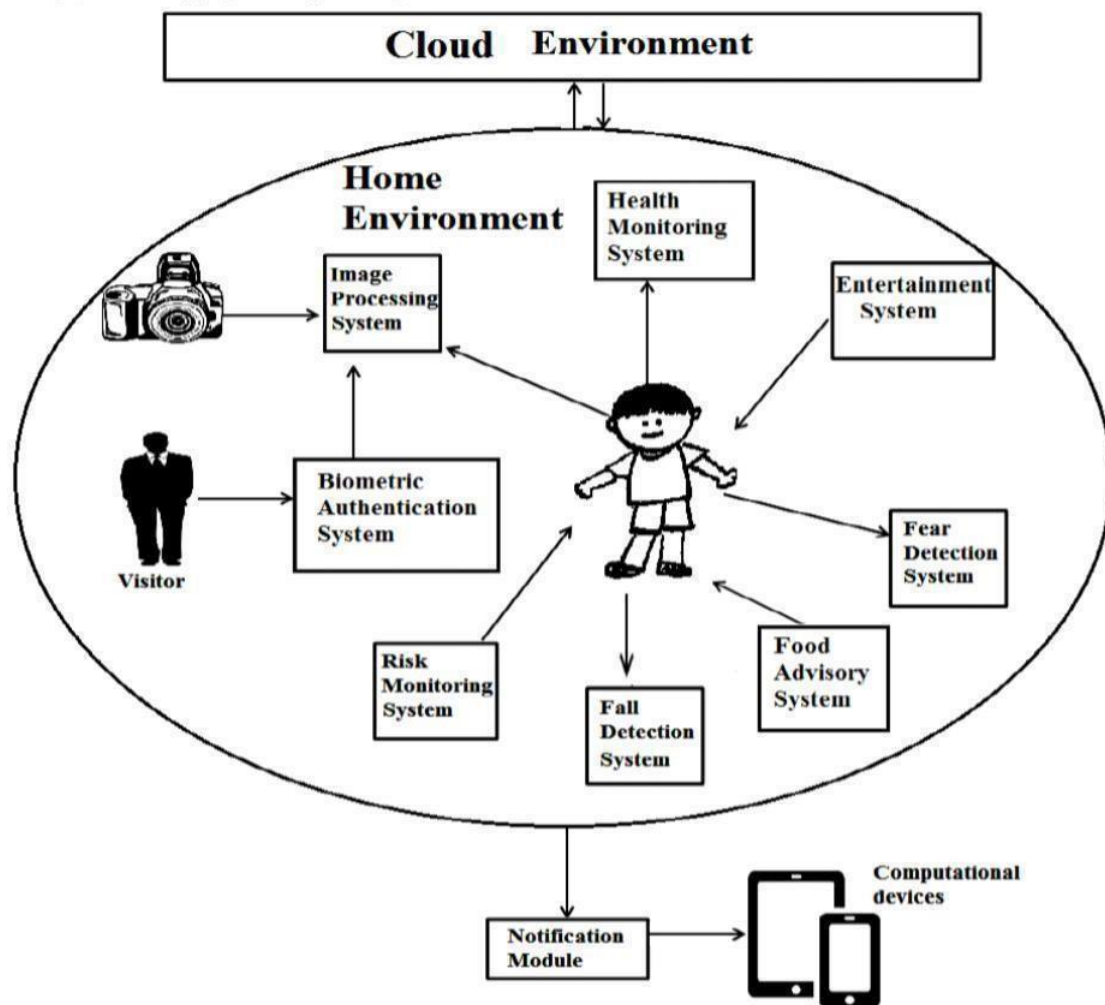 Cloud Environment
Home
Environment
Health
Monitoring
System
Image
Processing
System
Entertainment
System
Biometric
Authentication
System
Visitor
Fear
Detection
System
Risk
Monitoring
System
Food
Advisory
System
Fall
Detection
System
Computational
devices
Notification
Module